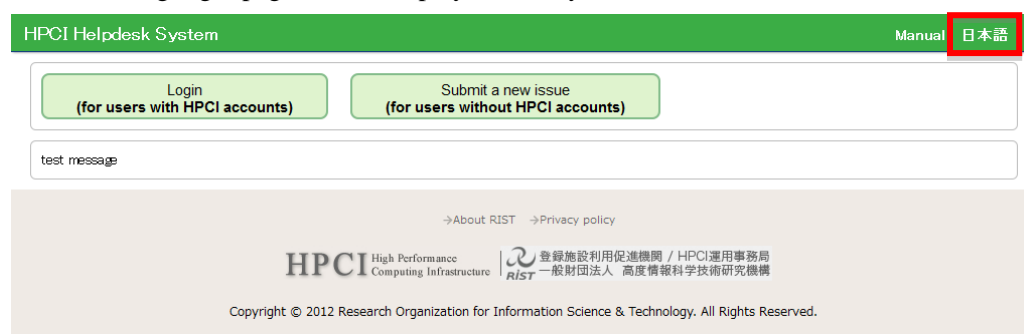 HPCI Helpdesk System Manual 日本語
Login Submit a new issue
(for users with HPCI accounts) (for users without HPCI accounts)
test message
→About RIST →Privacy policy
HPCI High Performance Computing Infrastructure
RIST 登録施設利用促進機関 / HPCI運用事務局
一般財団法人 高度情報科学技術研究機構
Copyright © 2012 Research Organization for Information Science & Technology. All Rights Reserved.